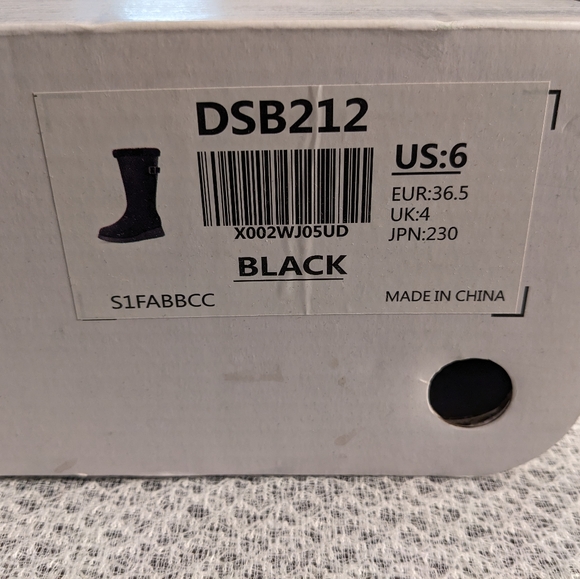 DSB212
X002WJ05UD
BLACK
US:6
EUR:36.5
UK:4
JPN:230
S1FABBCC
MADE IN CHINA